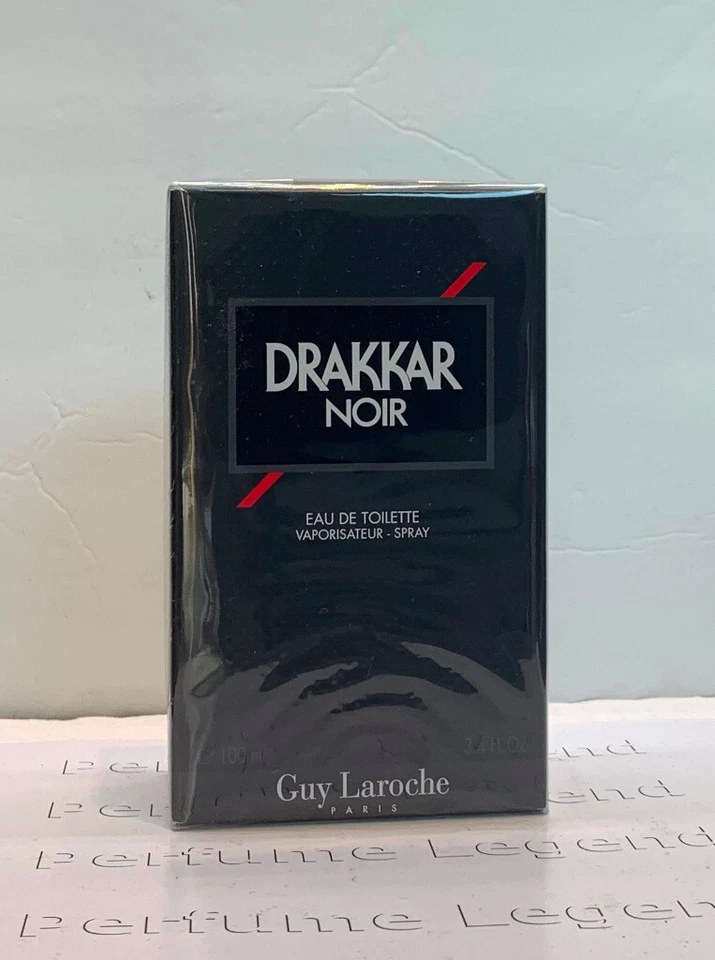 DRAKKAR
NOIR
EAU DE TOILETTE
VAPORISATEUR - SPRAY
100 ml 3.4 FL.OZ
Guy Laroche
PARIS
Perfume Legend
Perfume Legend
Perfume Legend